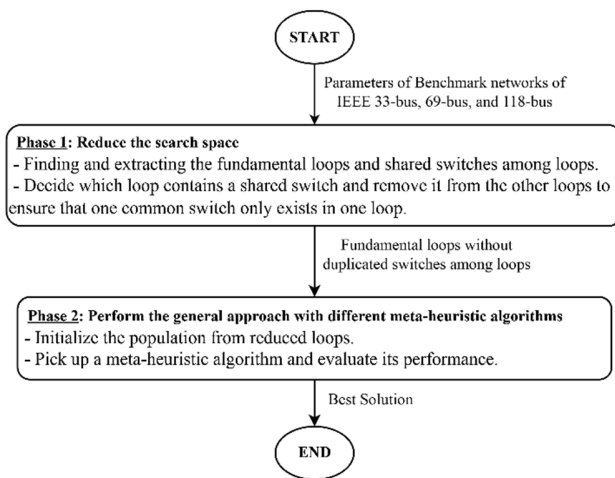 START
Parameters of Benchmark networks of
IEEE 33-bus, 69-bus, and 118-bus
Phase 1: Reduce the search space
- Finding and extracting the fundamental loops and shared switches among loops.
- Decide which loop contains a shared switch and remove it from the other loops to
ensure that one common switch only exists in one loop.
Fundamental loops without
duplicated switches among loops
Phase 2: Perform the general approach with different meta-heuristic algorithms
- Initialize the population from reduced loops.
- Pick up a meta-heuristic algorithm and evaluate its performance.
Best Solution
END